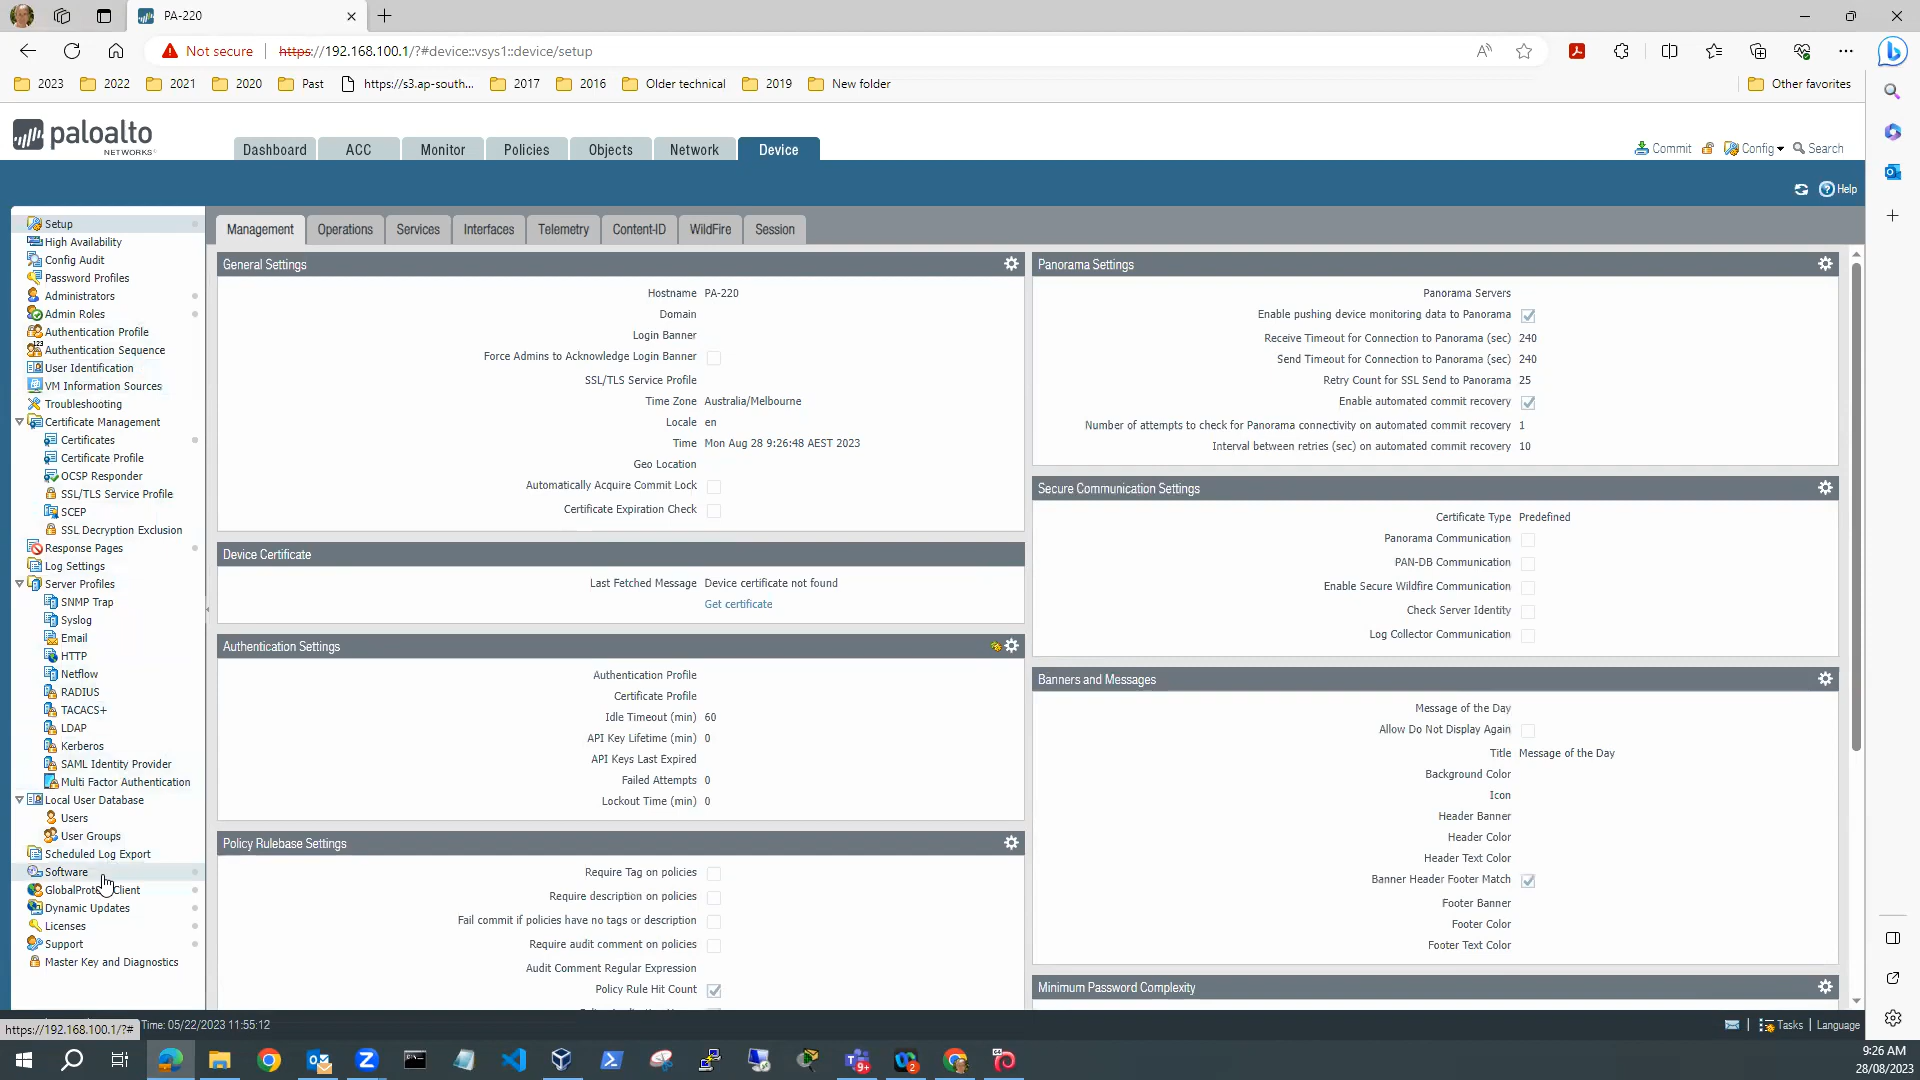 PA-220
Not secure
https://192.168.100.1/?#device::vsys1::device/setup
2023
2022
2021
2020
Past
https://s3.ap-south...
2017
2016
Older technical
2019
New folder
Other favorites
paloalto
NETWORKS
Dashboard
ACC
Monitor
Policies
Objects
Network
Device
Commit
Config
Search
Help
Setup
High Availability
Config Audit
Password Profiles
Administrators
Admin Roles
Authentication Profile
Authentication Sequence
User Identification
VM Information Sources
Troubleshooting
Certificate Management
Certificates
Certificate Profile
OCSP Responder
SSL/TLS Service Profile
SCEP
SSL Decryption Exclusion
Response Pages
Log Settings
Server Profiles
SNMP Trap
Syslog
Email
HTTP
Netflow
RADIUS
TACACS+
LDAP
Kerberos
SAML Identity Provider
Multi Factor Authentication
Local User Database
Users
User Groups
Scheduled Log Export
Software
GlobalProte Client
Dynamic Updates
Licenses
Support
Master Key and Diagnostics
Management
Operations
Services
Interfaces
Telemetry
Content-ID
WildFire
Session
General Settings
Hostname PA-220
Domain
Login Banner
Force Admins to Acknowledge Login Banner
SSL/TLS Service Profile
Time Zone Australia/Melbourne
Locale en
Time Mon Aug 28 9:26:48 AEST 2023
Geo Location
Automatically Acquire Commit Lock
Certificate Expiration Check
Device Certificate
Last Fetched Message Device certificate not found
Get certificate
Authentication Settings
Authentication Profile
Certificate Profile
Idle Timeout (min) 60
API Key Lifetime (min) 0
API Keys Last Expired
Failed Attempts 0
Lockout Time (min) 0
Policy Rulebase Settings
Require Tag on policies
Require description on policies
Fail commit if policies have no tags or description
Require audit comment on policies
Audit Comment Regular Expression
Policy Rule Hit Count
Panorama Settings
Panorama Servers
Enable pushing device monitoring data to Panorama
Receive Timeout for Connection to Panorama (sec) 240
Send Timeout for Connection to Panorama (sec) 240
Retry Count for SSL Send to Panorama 25
Enable automated commit recovery
Number of attempts to check for Panorama connectivity on automated commit recovery 1
Interval between retries (sec) on automated commit recovery 10
Secure Communication Settings
Certificate Type Predefined
Panorama Communication
PAN-DB Communication
Enable Secure Wildfire Communication
Check Server Identity
Log Collector Communication
Banners and Messages
Message of the Day
Allow Do Not Display Again
Title Message of the Day
Background Color
Icon
Header Banner
Header Color
Header Text Color
Banner Header Footer Match
Footer Banner
Footer Color
Footer Text Color
Minimum Password Complexity
https://192.168.100.1/?#
Time: 05/22/2023 11:55:12
Tasks
Language
9+
2
9:26 AM
28/08/2023